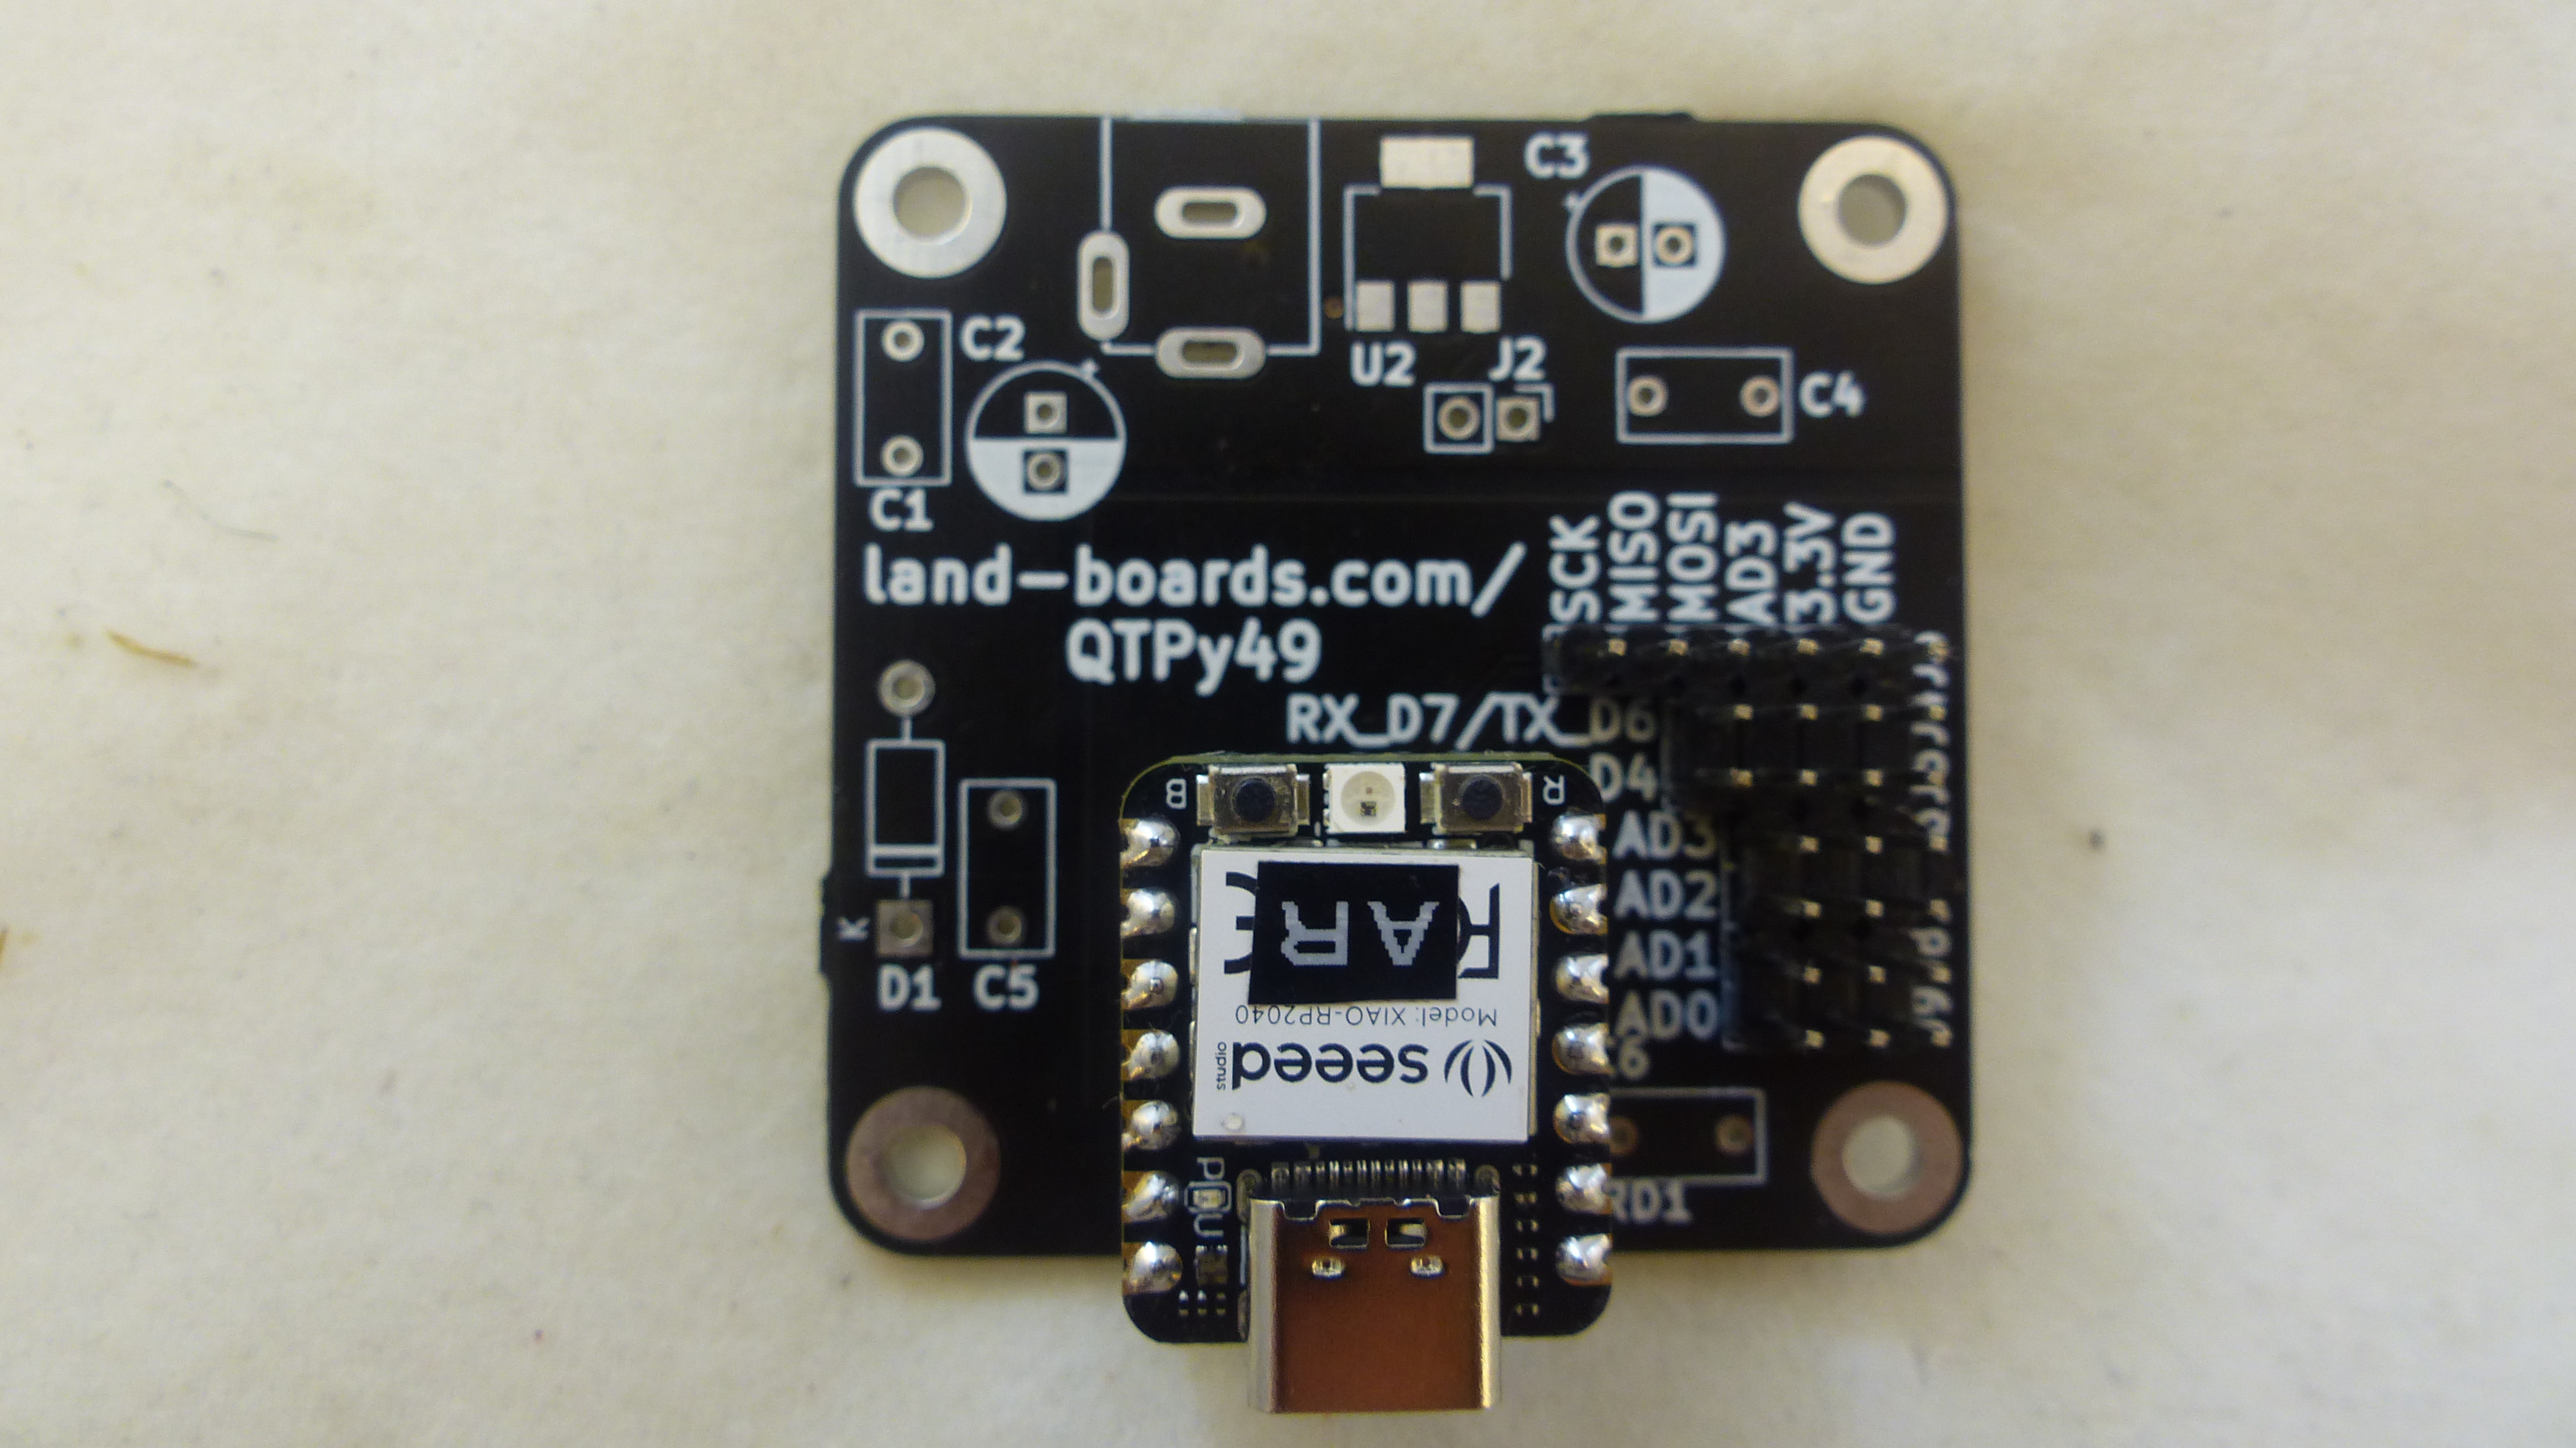 C3
C2
U2
J2
C4
C1
SCK
MISO
MOSI
AD3
3.3V
GND
land-boards.com/
QTPy49
RX_D7/TX_D6
D4
B
R
AD3
AD2
AD1
AD0
K
D1
C5
AR
Model: XIAO-RP2040
seeed
studio
RD1